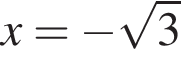 x = −√3